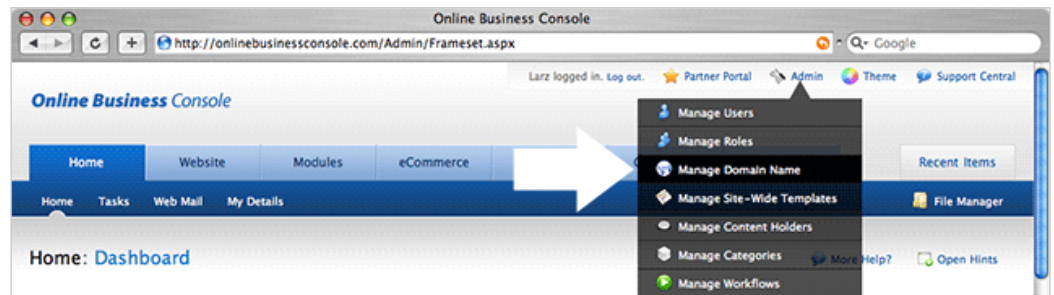 Online Business Console
http://onlinebusinessconsole.com/Admin/Frameset.aspx
Google
Larz logged in. Log out.
Partner Portal
Admin
Theme
Support Central
Online Business Console
Manage Users
Manage Roles
Manage Domain Name
Manage Site-Wide Templates
Manage Content Holders
Manage Categories
Manage Workflows
Home
Website
Modules
eCommerce
Recent Items
Home
Tasks
Web Mail
My Details
File Manager
Home: Dashboard
More Help?
Open Hints